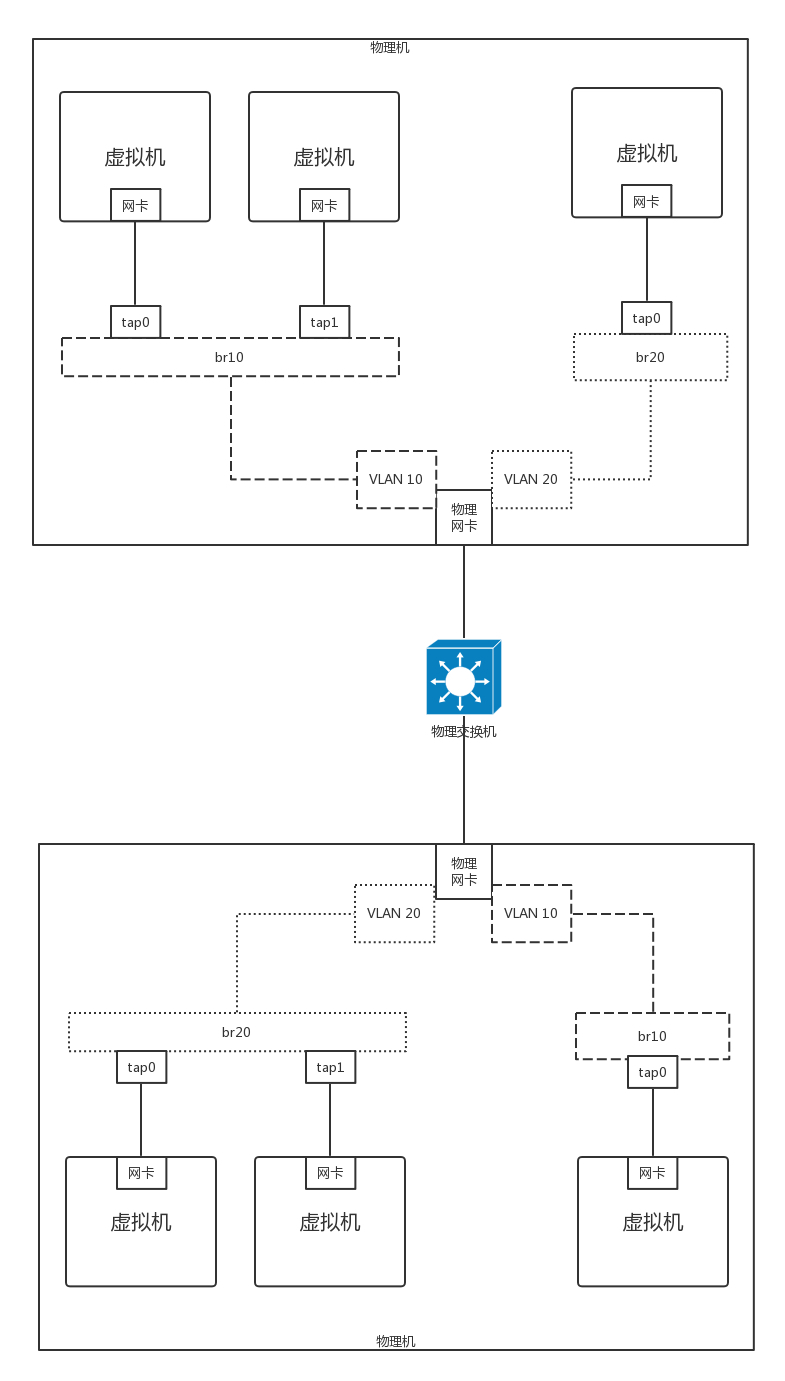 物理机
虚拟机
虚拟机
虚拟机
网卡
网卡
网卡
tap0
tap1
tap0
br10
br20
VLAN 10
VLAN 20
物理
网卡
物理交换机
物理
网卡
VLAN 20
VLAN 10
br20
br10
tap0
tap1
tap0
网卡
网卡
网卡
虚拟机
虚拟机
虚拟机
物理机